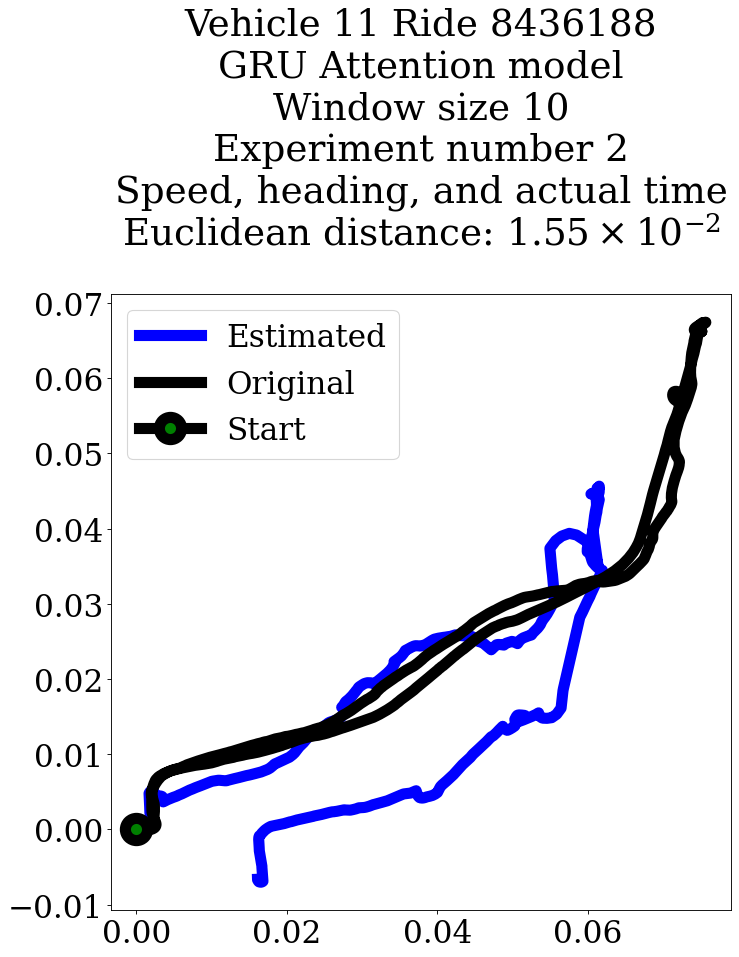 Vehicle 11 Ride 8436188
GRU Attention model
Window size 10
Experiment number 2
Speed, heading, and actual time
Euclidean distance: 1.55 × 10⁻²
0.07
0.06
0.05
0.04
0.03
0.02
0.01
0.00
−0.01
Estimated
Original
Start
0.00 0.02 0.04 0.06